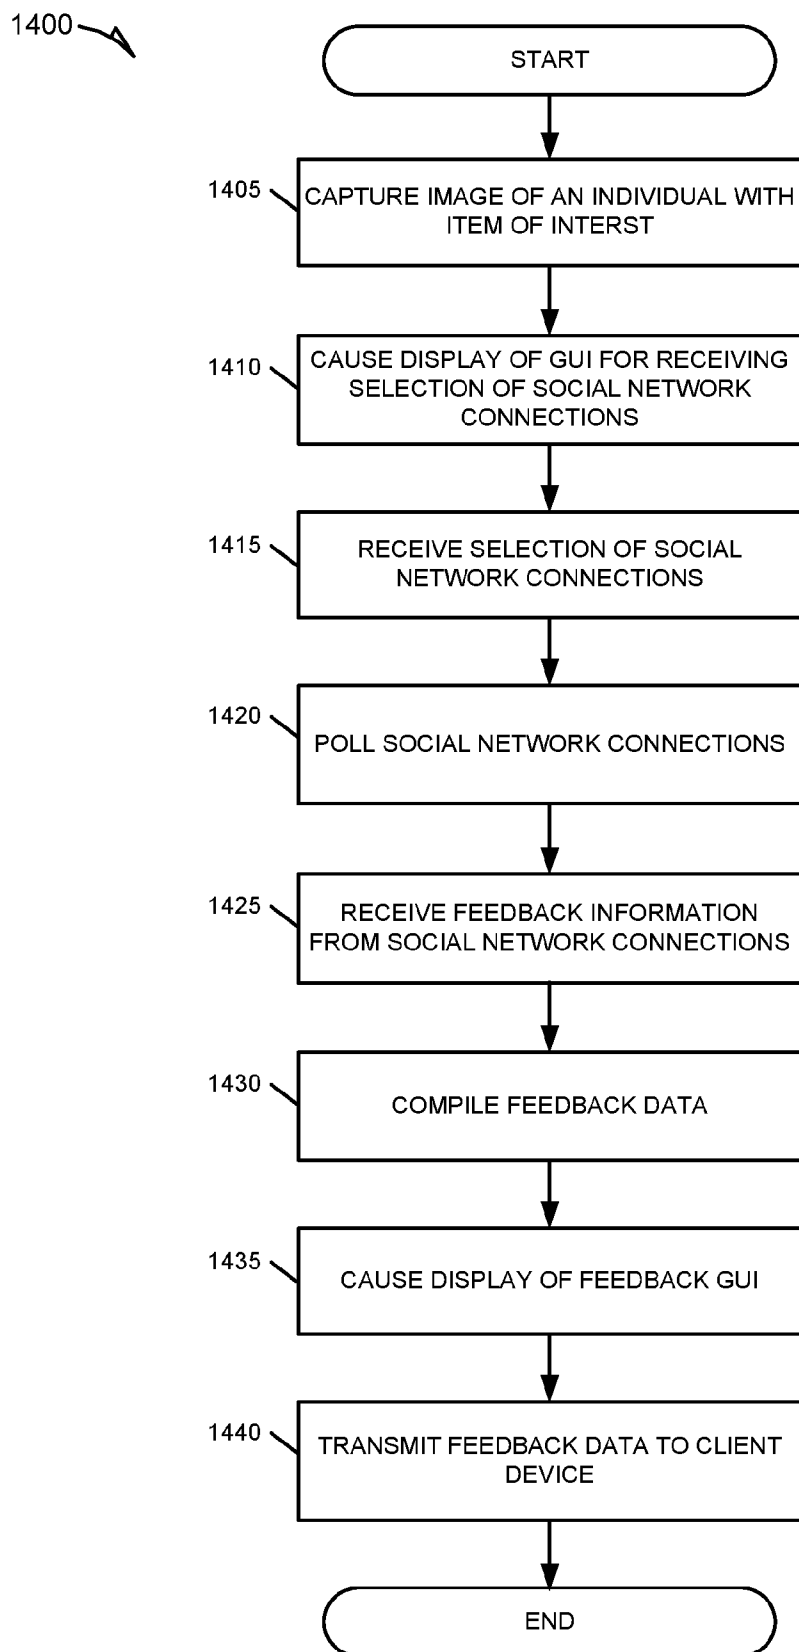 1400
START
1405
CAPTURE IMAGE OF AN INDIVIDUAL WITH
ITEM OF INTERST
1410
CAUSE DISPLAY OF GUI FOR RECEIVING
SELECTION OF SOCIAL NETWORK
CONNECTIONS
1415
RECEIVE SELECTION OF SOCIAL
NETWORK CONNECTIONS
1420
POLL SOCIAL NETWORK CONNECTIONS
1425
RECEIVE FEEDBACK INFORMATION
FROM SOCIAL NETWORK CONNECTIONS
1430
COMPILE FEEDBACK DATA
1435
CAUSE DISPLAY OF FEEDBACK GUI
1440
TRANSMIT FEEDBACK DATA TO CLIENT
DEVICE
END